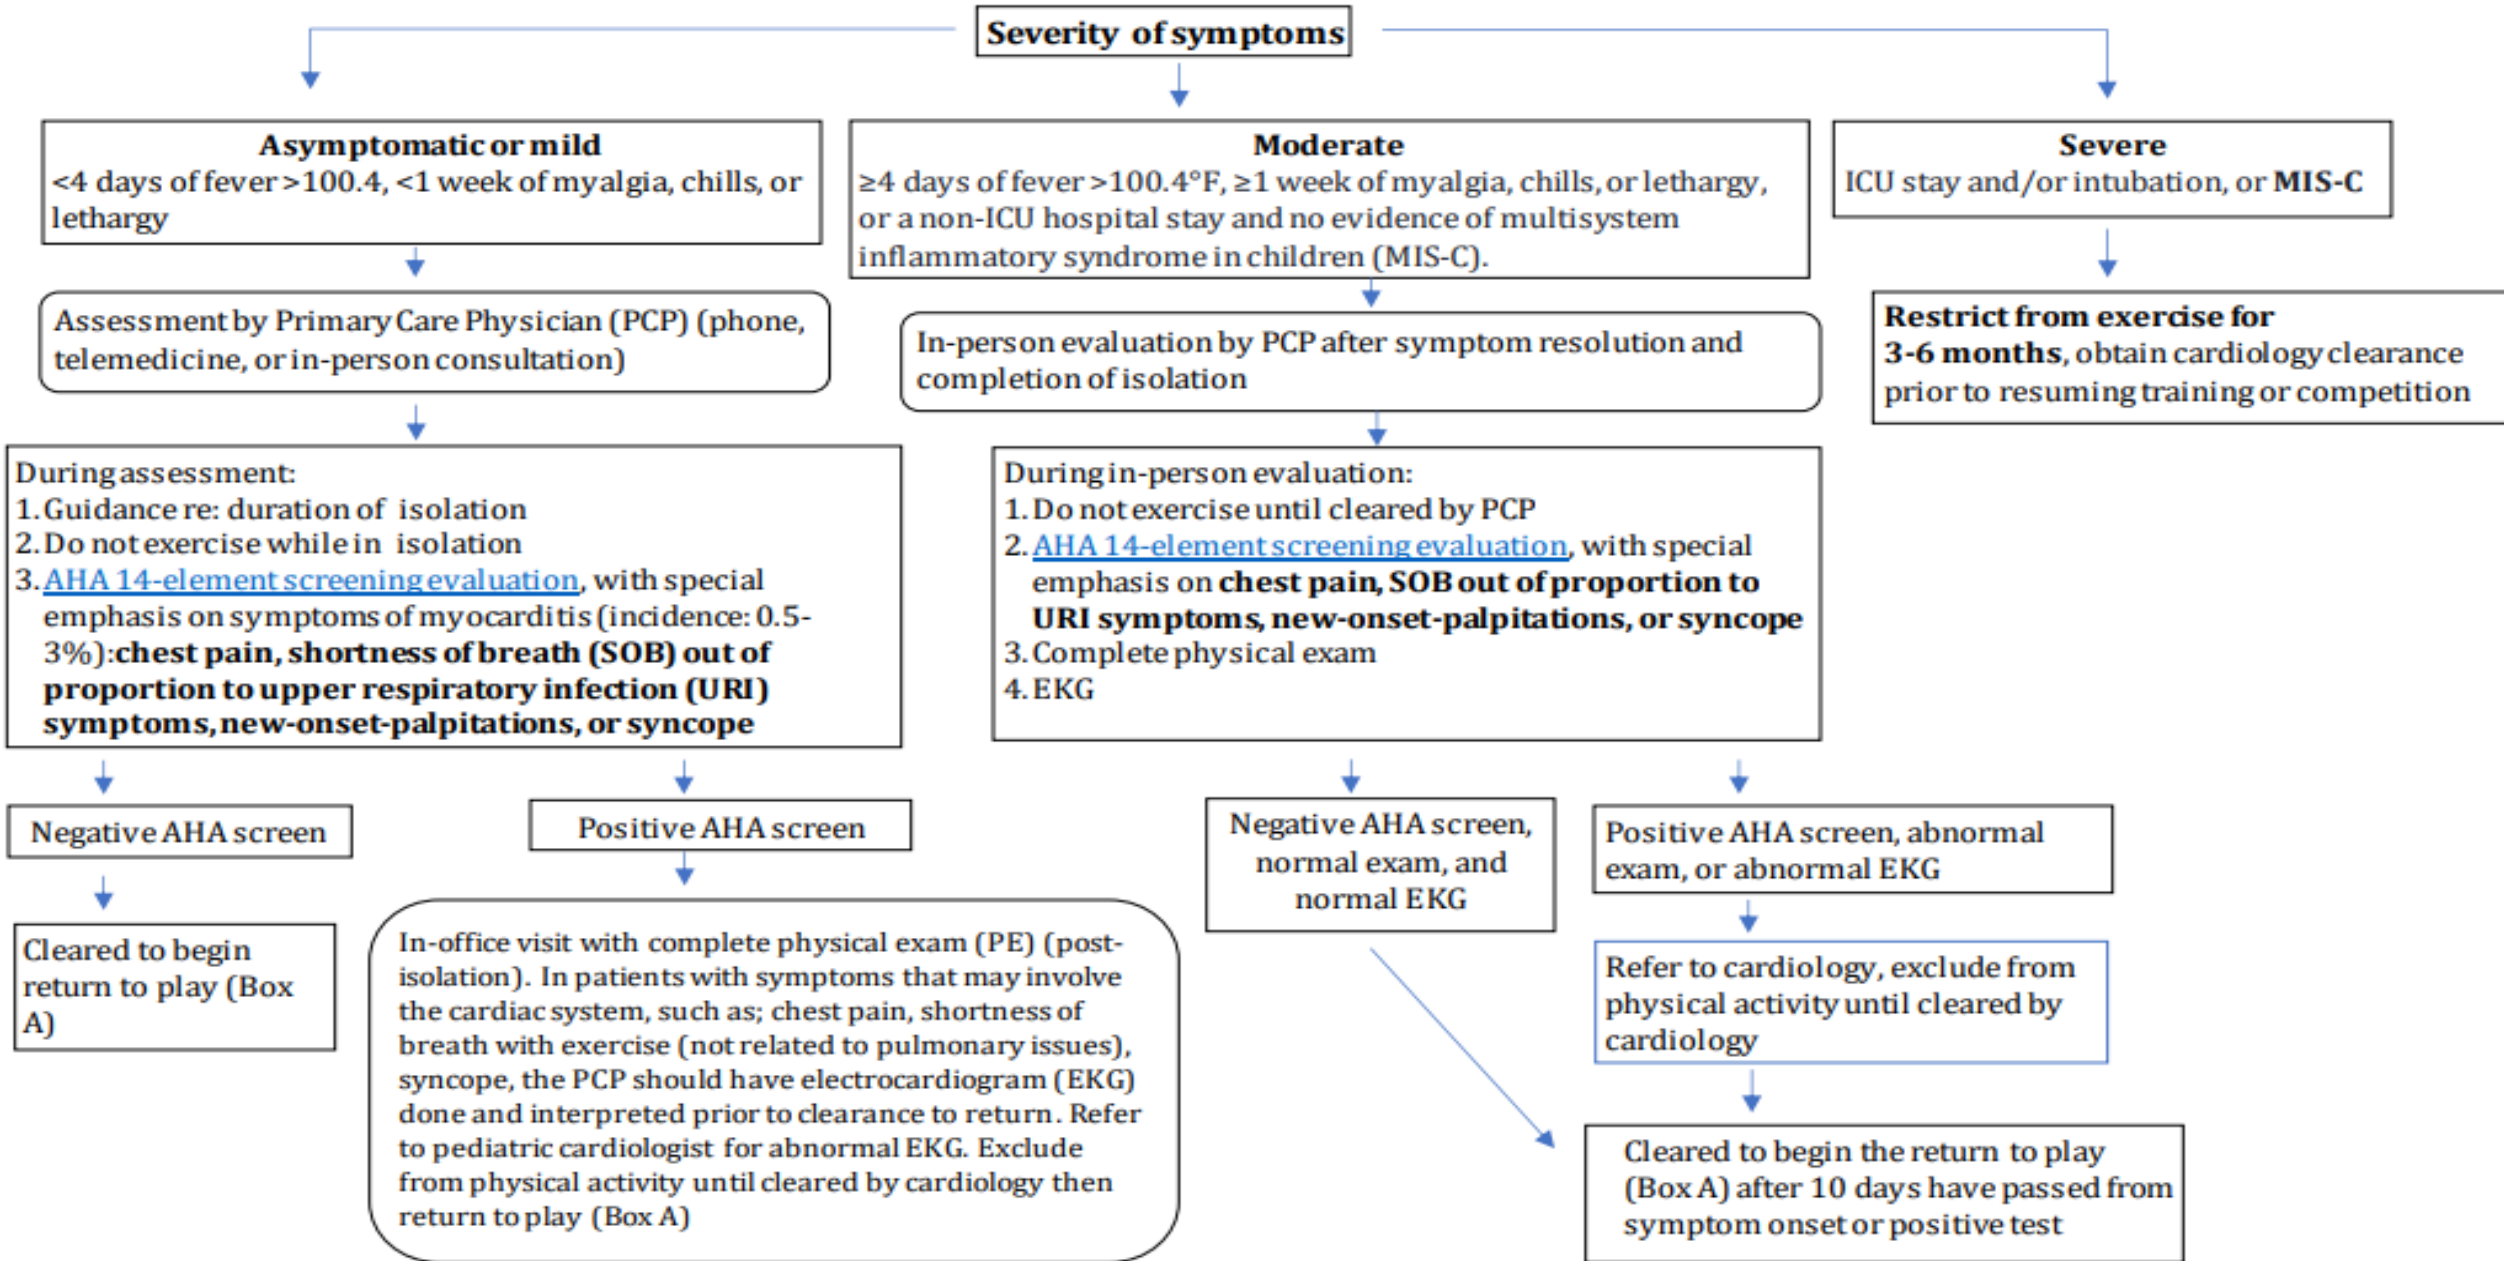 Severity of symptoms
Asymptomatic or mild
<4 days of fever >100.4, <1 week of myalgia, chills, or
lethargy
Moderate
≥4 days of fever >100.4°F, ≥1 week of myalgia, chills, or lethargy,
or a non-ICU hospital stay and no evidence of multisystem
inflammatory syndrome in children (MIS-C).
Severe
ICU stay and/or intubation, or MIS-C
Assessment by Primary Care Physician (PCP) (phone,
telemedicine, or in-person consultation)
In-person evaluation by PCP after symptom resolution and
completion of isolation
Restrict from exercise for
3-6 months, obtain cardiology clearance
prior to resuming training or competition
During assessment:
1. Guidance re: duration of isolation
2. Do not exercise while in isolation
3. AHA 14-element screening evaluation, with special
emphasis on symptoms of myocarditis (incidence: 0.5-
3%):chest pain, shortness of breath (SOB) out of
proportion to upper respiratory infection (URI)
symptoms, new-onset-palpitations, or syncope
During in-person evaluation:
1. Do not exercise until cleared by PCP
2. AHA 14-element screening evaluation, with special
emphasis on chest pain, SOB out of proportion to
URI symptoms, new-onset-palpitations, or syncope
3. Complete physical exam
4. EKG
Negative AHA screen
Positive AHA screen
Negative AHA screen,
normal exam, and
normal EKG
Positive AHA screen, abnormal
exam, or abnormal EKG
Cleared to begin
return to play (Box
A)
In-office visit with complete physical exam (PE) (post-
isolation). In patients with symptoms that may involve
the cardiac system, such as; chest pain, shortness of
breath with exercise (not related to pulmonary issues),
syncope, the PCP should have electrocardiogram (EKG)
done and interpreted prior to clearance to return. Refer
to pediatric cardiologist for abnormal EKG. Exclude
from physical activity until cleared by cardiology then
return to play (Box A)
Refer to cardiology, exclude from
physical activity until cleared by
cardiology
Cleared to begin the return to play
(Box A) after 10 days have passed from
symptom onset or positive test